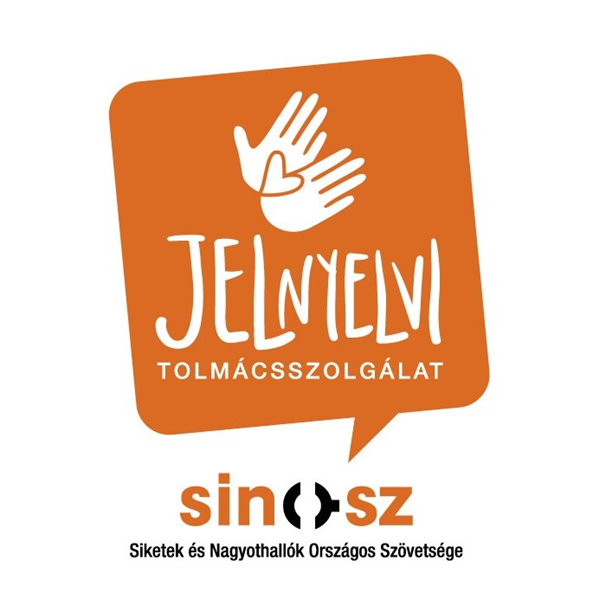 JELNYELVI
TOLMÁCSSZOLGÁLAT
sinosz
Siketek és Nagyothallók Országos Szövetsége